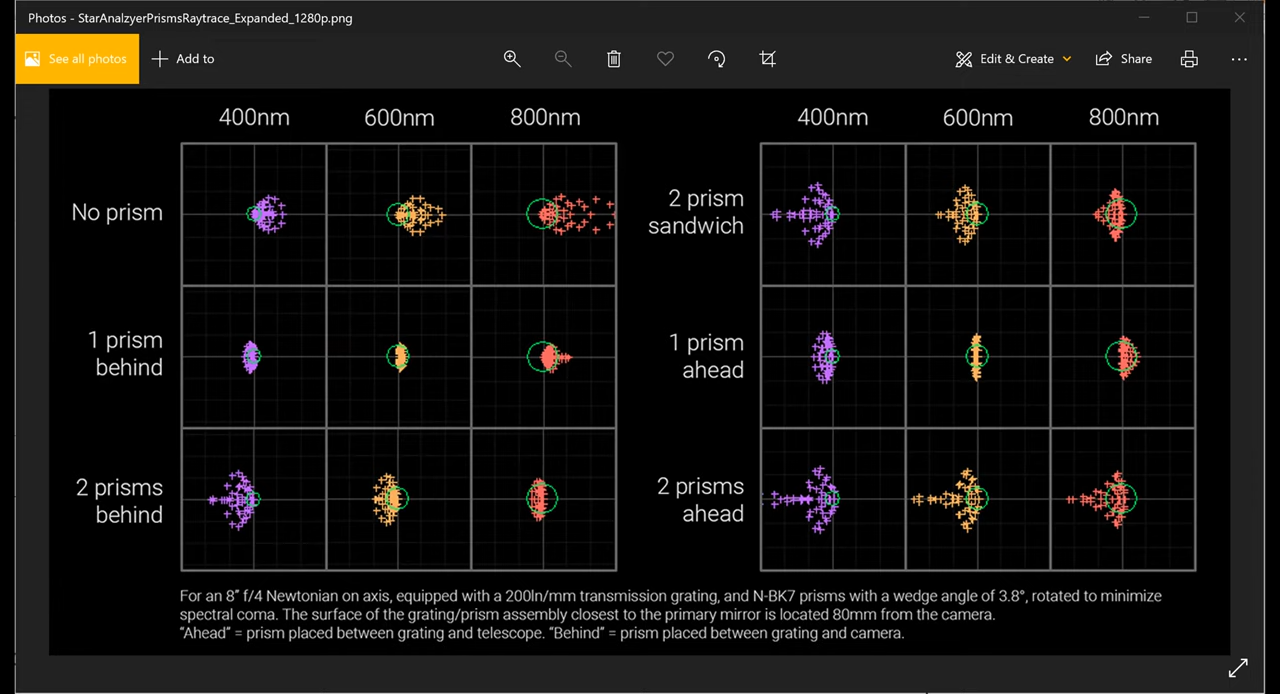 Photos - StarAnalzyerPrismsRaytrace_Expanded_1280p.png
See all photos
Add to
Edit & Create
Share
400nm 600nm 800nm
No prism
1 prism
behind
2 prisms
behind
400nm 600nm 800nm
2 prism
sandwich
1 prism
ahead
2 prisms
ahead
For an 8” f/4 Newtonian on axis, equipped with a 200ln/mm transmission grating, and N-BK7 prisms with a wedge angle of 3.8°, rotated to minimize
spectral coma. The surface of the grating/prism assembly closest to the primary mirror is located 80mm from the camera.
“Ahead” = prism placed between grating and telescope. “Behind” = prism placed between grating and camera.